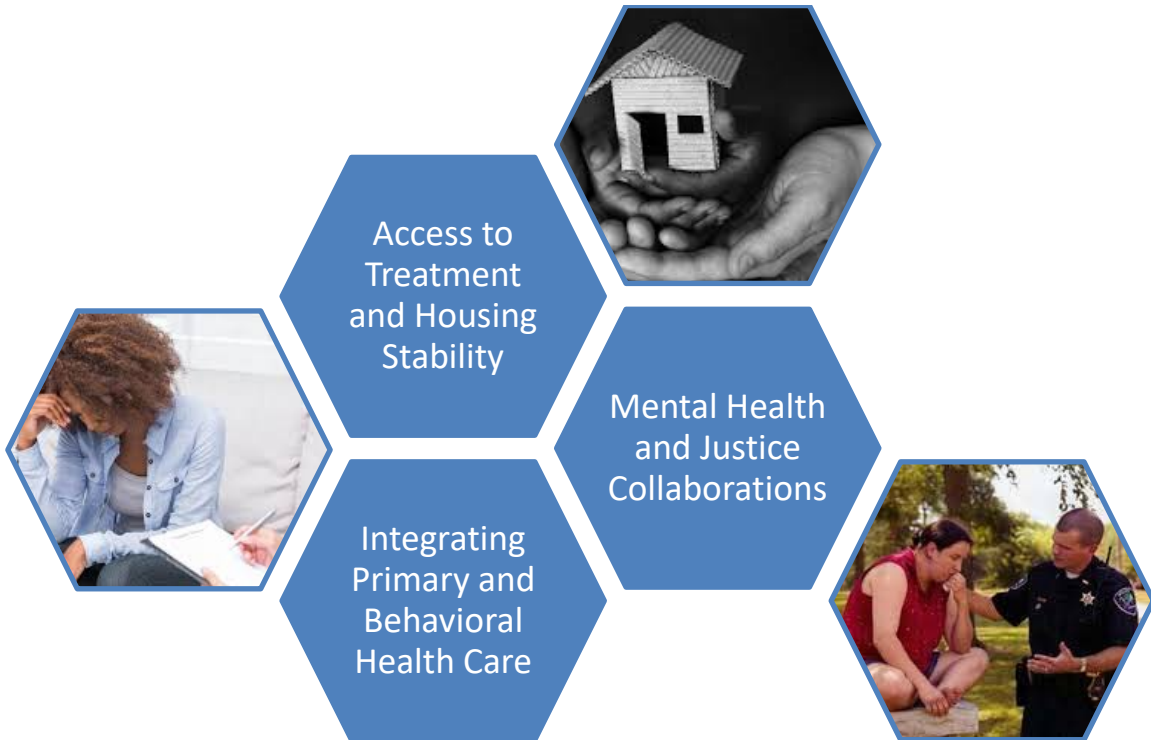 Access to
Treatment
and Housing
Stability
Mental Health
and Justice
Collaborations
Integrating
Primary and
Behavioral
Health Care